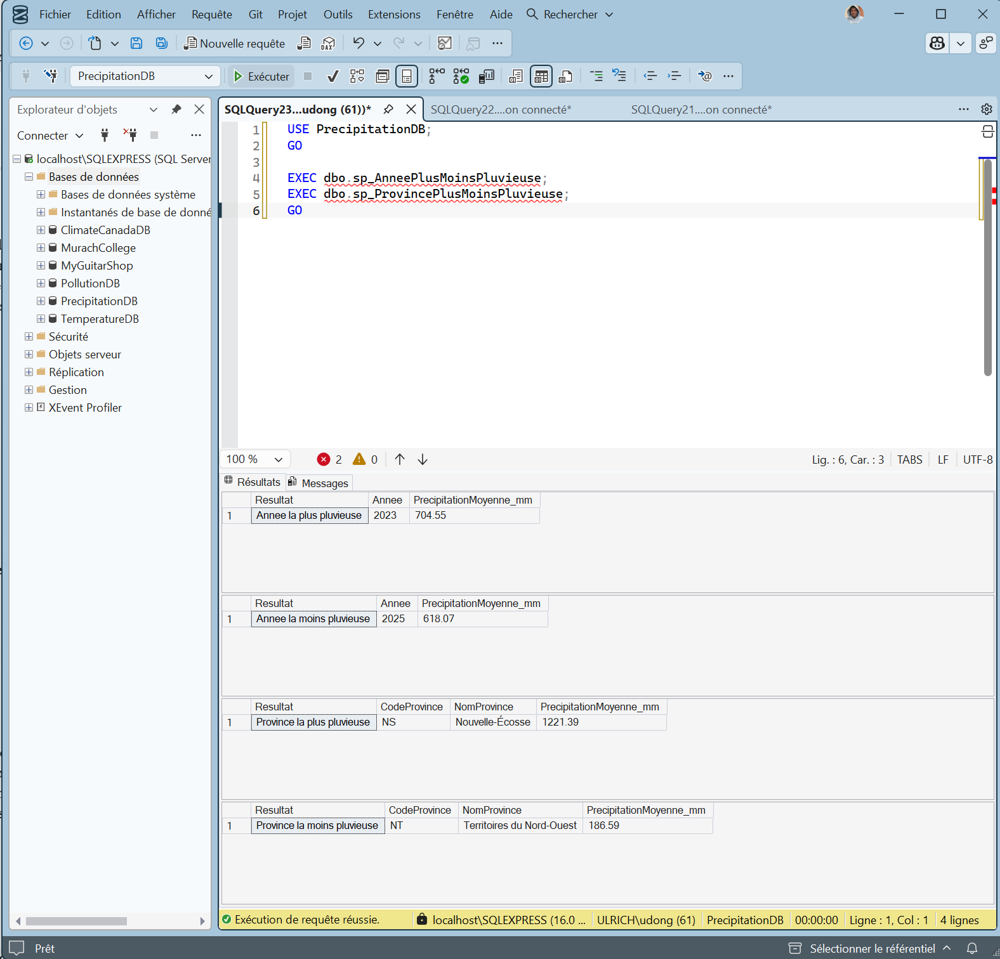 Fichier Edition Afficher Requête Git Projet Outils Extensions Fenêtre Aide Rechercher
Nouvelle requête
PrecipitationDB Exécuter
Explorateur d'objets
Connecter
localhost\SQLEXPRESS (SQL Server
Bases de données
Bases de données système
Instantanés de base de donné
ClimateCanadaDB
MurachCollege
MyGuitarShop
PollutionDB
PrecipitationDB
TemperatureDB
Sécurité
Objets serveur
Réplication
Gestion
XEvent Profiler
SQLQuery23...udong (61))* SQLQuery22....on connecté* SQLQuery21....on connecté*
1 USE PrecipitationDB;
2 GO
3
4 EXEC dbo.sp_AnneePlusMoinsPluvieuse;
5 EXEC dbo.sp_ProvincePlusMoinsPluvieuse;
6 GO
100 % 2 0 Lig. : 6, Car. : 3 TABS LF UTF-8
Résultats Messages
Resultat Annee PrecipitationMoyenne_mm
1 Annee la plus pluvieuse 2023 704.55
Resultat Annee PrecipitationMoyenne_mm
1 Annee la moins pluvieuse 2025 618.07
Resultat CodeProvince NomProvince PrecipitationMoyenne_mm
1 Province la plus pluvieuse NS Nouvelle-Écosse 1221.39
Resultat CodeProvince NomProvince PrecipitationMoyenne_mm
1 Province la moins pluvieuse NT Territoires du Nord-Ouest 186.59
Exécution de requête réussie. localhost\SQLEXPRESS (16.0 ... ULRICH\udong (61) PrecipitationDB 00:00:00 Ligne : 1, Col : 1 4 lignes
Prêt Sélectionner le référentiel